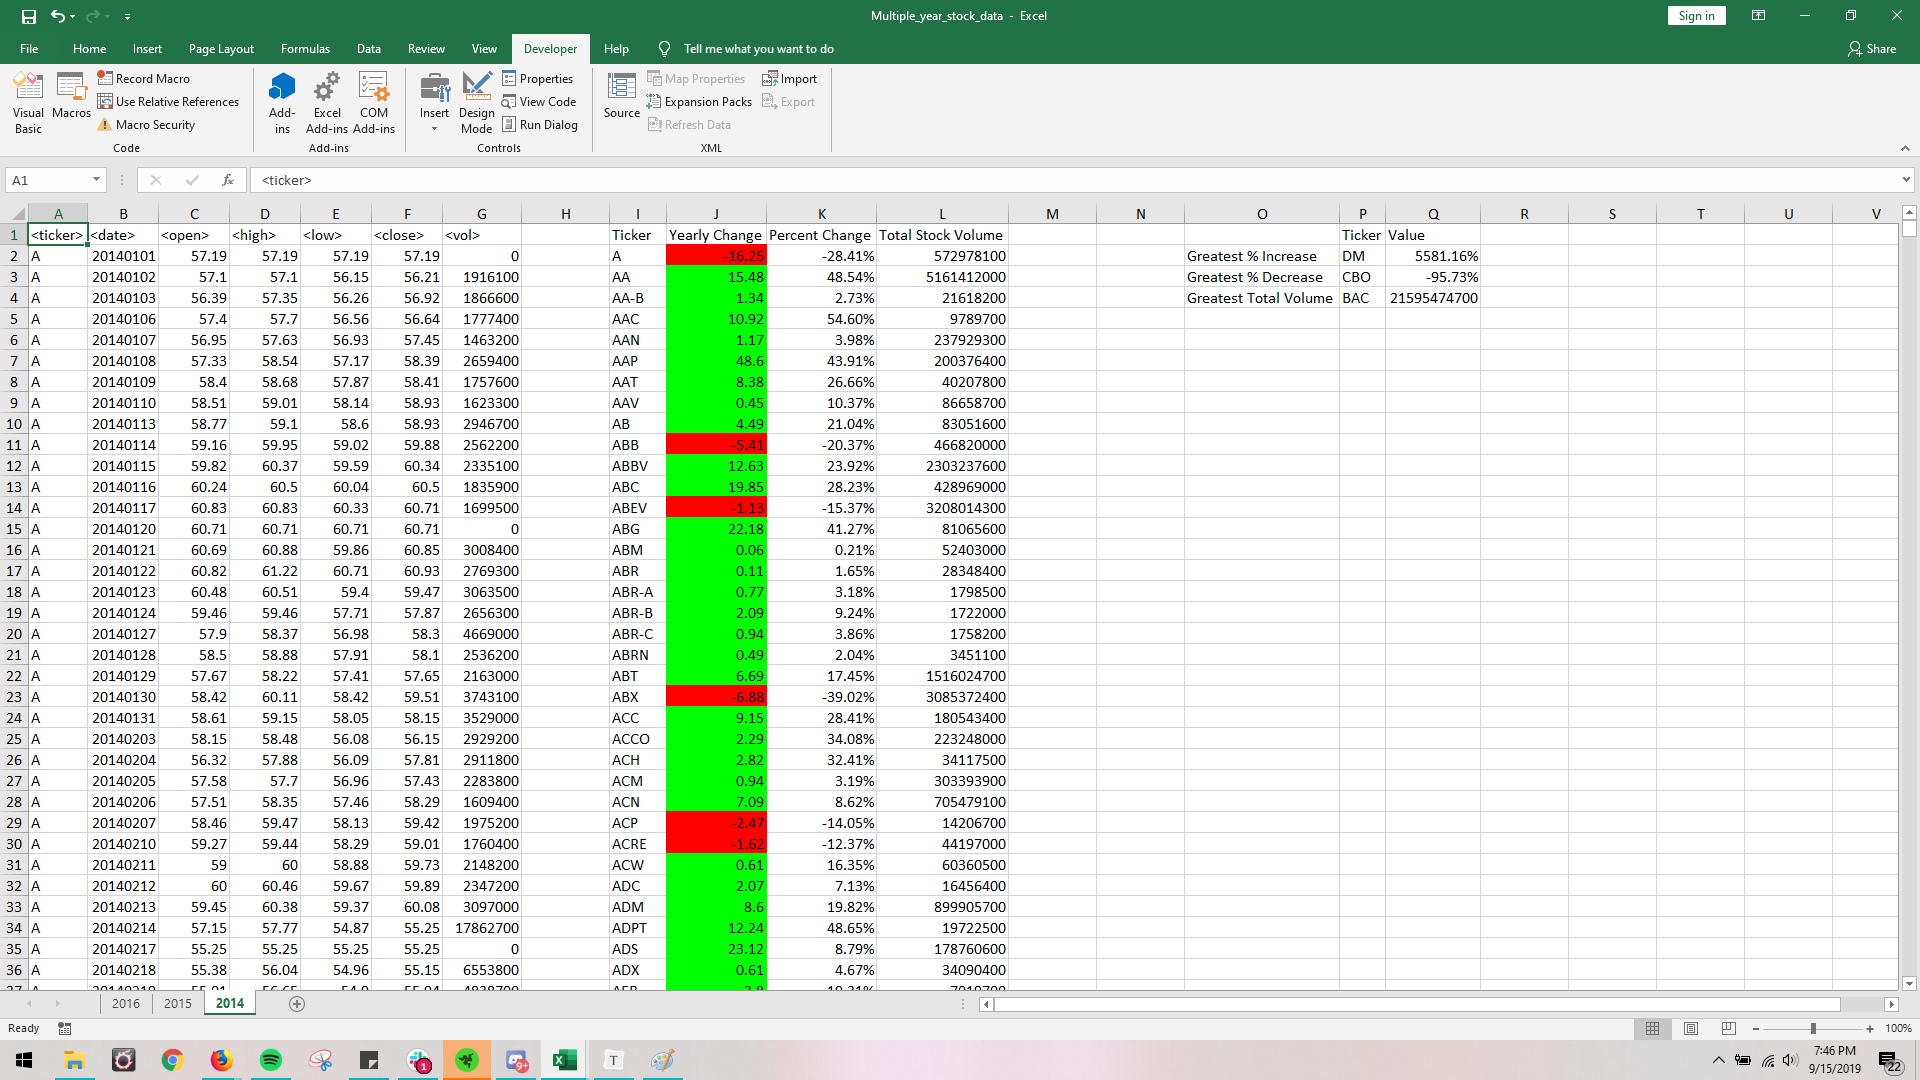 Multiple_year_stock_data - Excel
Sign in
File Home Insert Page Layout Formulas Data Review View Developer Help Tell me what you want to do Share
Visual Basic
Macros
Record Macro
Use Relative References
Macro Security
Code
Add-ins
Excel Add-ins
COM Add-ins
Add-ins
Insert
Design Mode
Properties
View Code
Run Dialog
Controls
Source
Map Properties
Expansion Packs
Refresh Data
Import
Export
XML
A1 fx <ticker>
A B C D E F G H I J K L M N O P Q R S T U V
1 <ticker> <date> <open> <high> <low> <close> <vol> Ticker Yearly Change Percent Change Total Stock Volume Ticker Value
2 A 20140101 57.19 57.19 57.19 57.19 0 A -16.25 -28.41% 572978100 Greatest % Increase DM 5581.16%
3 A 20140102 57.1 57.1 56.15 56.21 1916100 AA 15.48 48.54% 5161412000 Greatest % Decrease CBO -95.73%
4 A 20140103 56.39 57.35 56.26 56.92 1866600 AA-B 1.34 2.73% 21618200 Greatest Total Volume BAC 21595474700
5 A 20140106 57.4 57.7 56.56 56.64 1777400 AAC 10.92 54.60% 9789700
6 A 20140107 56.95 57.63 56.93 57.45 1463200 AAN 1.17 3.98% 237929300
7 A 20140108 57.33 58.54 57.17 58.39 2659400 AAP 48.6 43.91% 200376400
8 A 20140109 58.4 58.68 57.87 58.41 1757600 AAT 8.38 26.66% 40207800
9 A 20140110 58.51 59.01 58.14 58.93 1623300 AAV 0.45 10.37% 86658700
10 A 20140113 58.77 59.1 58.6 58.93 2946700 AB 4.49 21.04% 83051600
11 A 20140114 59.16 59.95 59.02 59.88 2562200 ABB -5.41 -20.37% 466820000
12 A 20140115 59.82 60.37 59.59 60.34 2335100 ABBV 12.63 23.92% 2303237600
13 A 20140116 60.24 60.5 60.04 60.5 1835900 ABC 19.85 28.23% 428969000
14 A 20140117 60.83 60.83 60.33 60.71 1699500 ABEV -1.13 -15.37% 3208014300
15 A 20140120 60.71 60.71 60.71 60.71 0 ABG 22.18 41.27% 81065600
16 A 20140121 60.69 60.88 59.86 60.85 3008400 ABM 0.06 0.21% 52403000
17 A 20140122 60.82 61.22 60.71 60.93 2769300 ABR 0.11 1.65% 28348400
18 A 20140123 60.48 60.51 59.4 59.47 3063500 ABR-A 0.77 3.18% 1798500
19 A 20140124 59.46 59.46 57.71 57.87 2656300 ABR-B 2.09 9.24% 1722000
20 A 20140127 57.9 58.37 56.98 58.3 4669000 ABR-C 0.94 3.86% 1758200
21 A 20140128 58.5 58.88 57.91 58.1 2536200 ABRN 0.49 2.04% 3451100
22 A 20140129 57.67 58.22 57.41 57.65 2163000 ABT 6.69 17.45% 1516024700
23 A 20140130 58.42 60.11 58.42 59.51 3743100 ABX -6.88 -39.02% 3085372400
24 A 20140131 58.61 59.15 58.05 58.15 3529000 ACC 9.15 28.41% 180543400
25 A 20140203 58.15 58.48 56.08 56.15 2929200 ACCO 2.29 34.08% 223248000
26 A 20140204 56.32 57.88 56.09 57.81 2911800 ACH 2.82 32.41% 34117500
27 A 20140205 57.58 57.7 56.96 57.43 2283800 ACM 0.94 3.19% 303393900
28 A 20140206 57.51 58.35 57.46 58.29 1609400 ACN 7.09 8.62% 705479100
29 A 20140207 58.46 59.47 58.13 59.42 1975200 ACP -2.47 -14.05% 14206700
30 A 20140210 59.27 59.44 58.29 59.01 1760400 ACRE -1.62 -12.37% 44197000
31 A 20140211 59 60 58.88 59.73 2148200 ACW 0.61 16.35% 60360500
32 A 20140212 60 60.46 59.67 59.89 2347200 ADC 2.07 7.13% 16456400
33 A 20140213 59.45 60.38 59.37 60.08 3097000 ADM 8.6 19.82% 899905700
34 A 20140214 57.15 57.77 54.87 55.25 17862700 ADPT 12.24 48.65% 19722500
35 A 20140217 55.25 55.25 55.25 55.25 0 ADS 23.12 8.79% 178760600
36 A 20140218 55.38 56.04 54.96 55.15 6553800 ADX 0.61 4.67% 34090400
2016 2015 2014
Ready 100%
1 9+ T 7:46 PM
9/15/2019 22